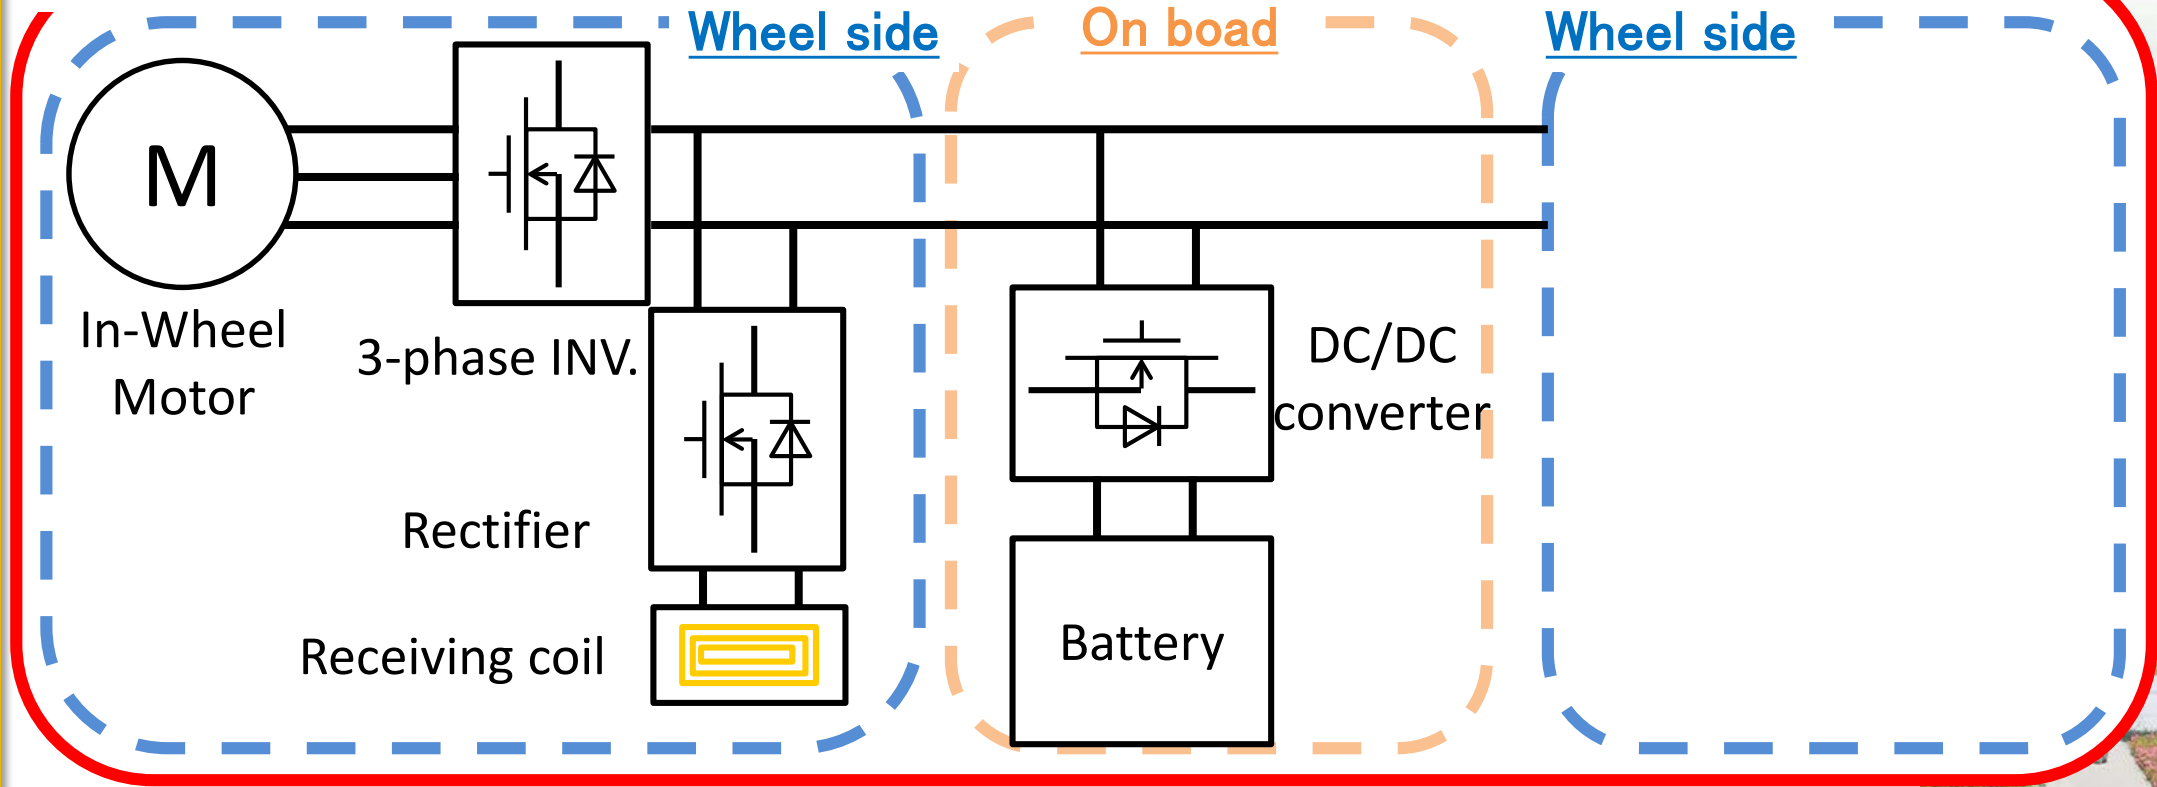 Wheel side
On boad
Wheel side
M
In-Wheel
Motor
3-phase INV.
Rectifier
Receiving coil
DC/DC
converter
Battery